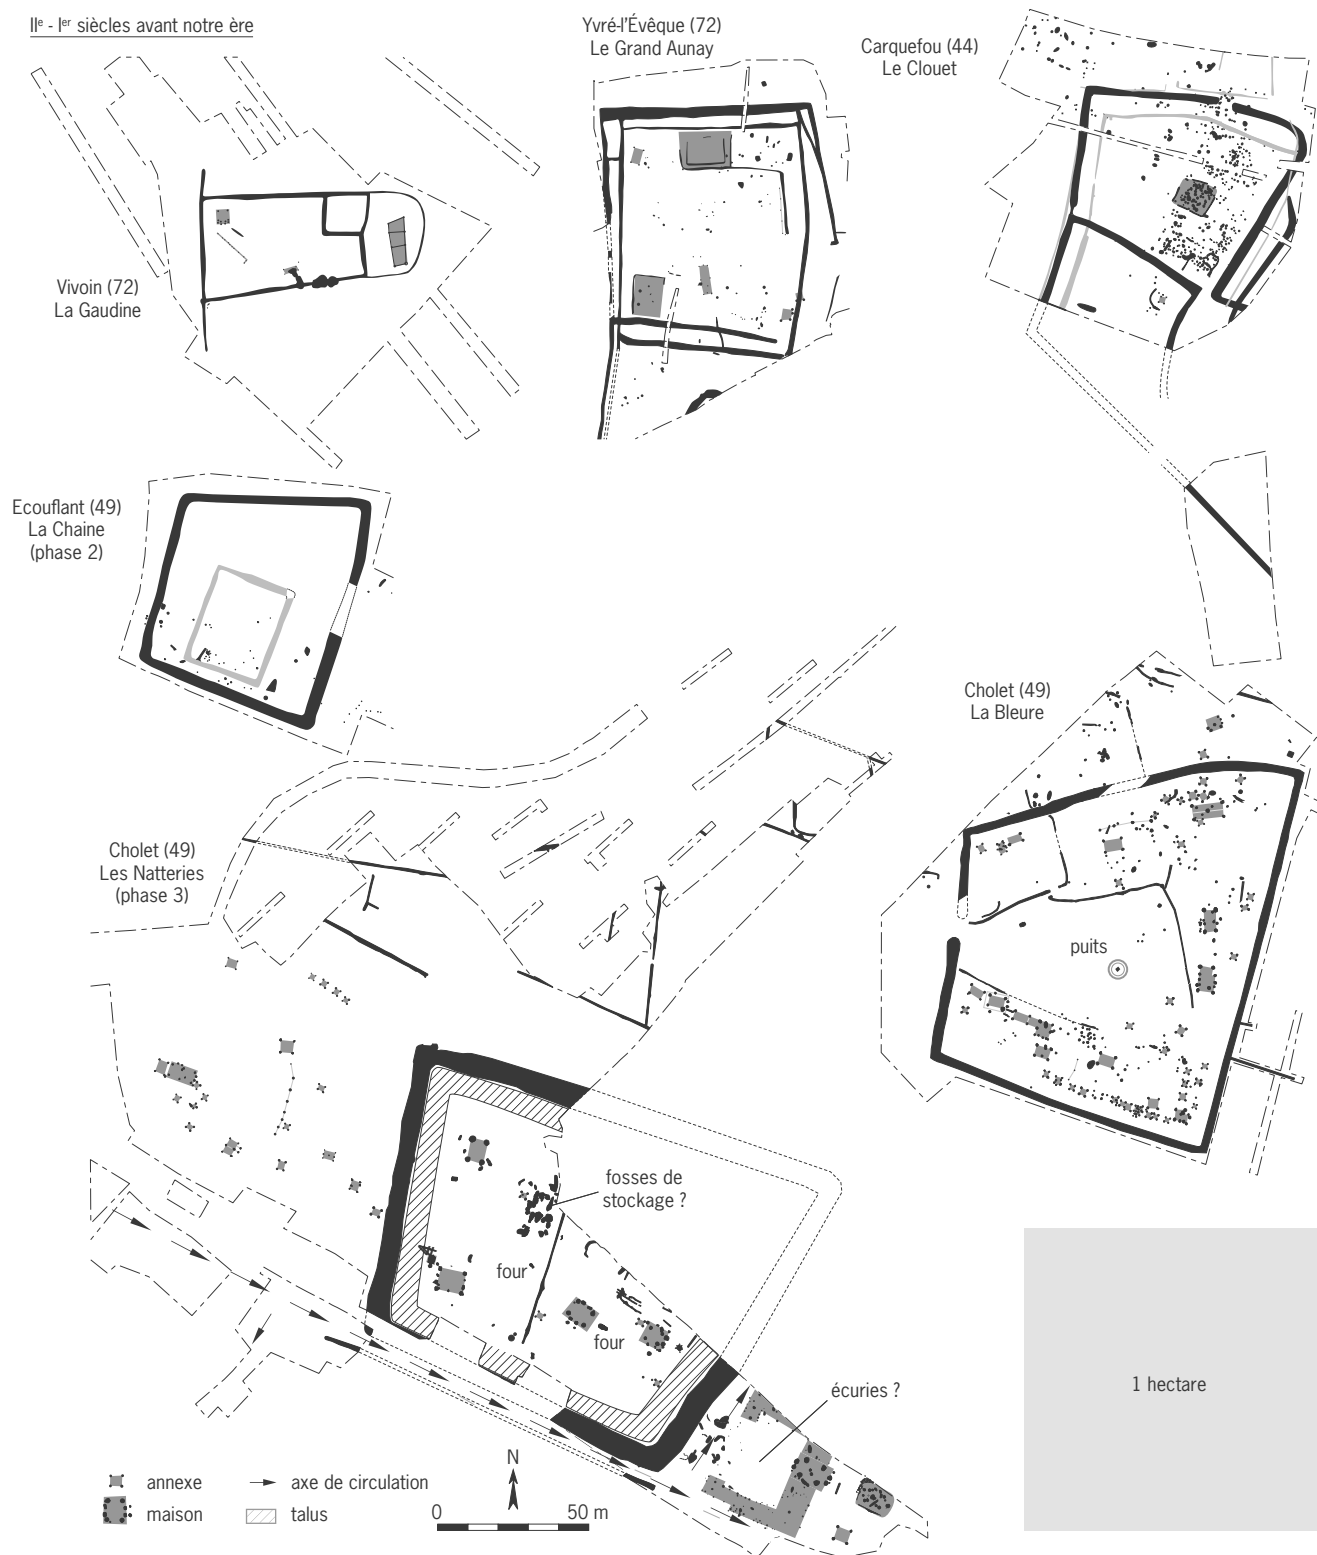 IIᵉ - Iᵉʳ siècles avant notre ère
Yvré-l'Évêque (72)
Le Grand Aunay
Carquefou (44)
Le Clouet
Vivoin (72)
La Gaudine
Ecouflant (49)
La Chaine
(phase 2)
Cholet (49)
La Bleure
puits
Cholet (49)
Les Natteries
(phase 3)
fosses de
stockage ?
four
four
écuries ?
1 hectare
annexe
maison
axe de circulation
talus
N
0 50 m